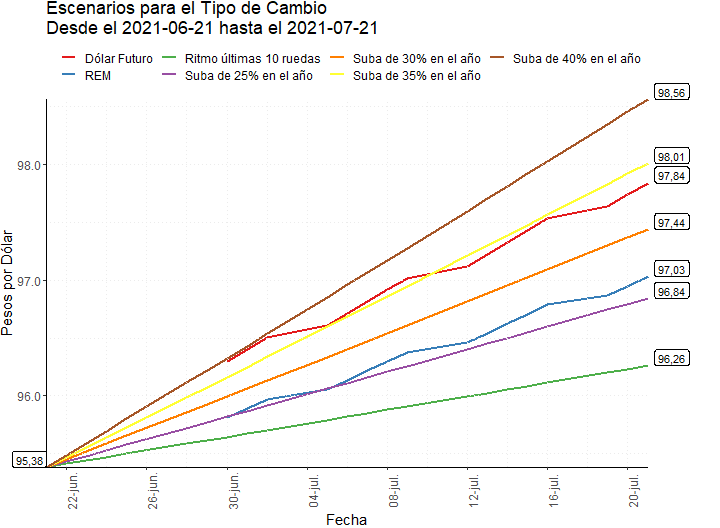 Escenarios para el Tipo de Cambio
Desde el 2021-06-21 hasta el 2021-07-21
Dólar Futuro
Ritmo últimas 10 ruedas
Suba de 30% en el año
Suba de 40% en el año
REM
Suba de 25% en el año
Suba de 35% en el año
98,56
98,01
97,84
97,44
97,03
96,84
96,26
95,38
98.0
97.0
96.0
Pesos por Dólar
22-jun.
26-jun.
30-jun.
04-jul.
08-jul.
12-jul.
16-jul.
20-jul.
Fecha